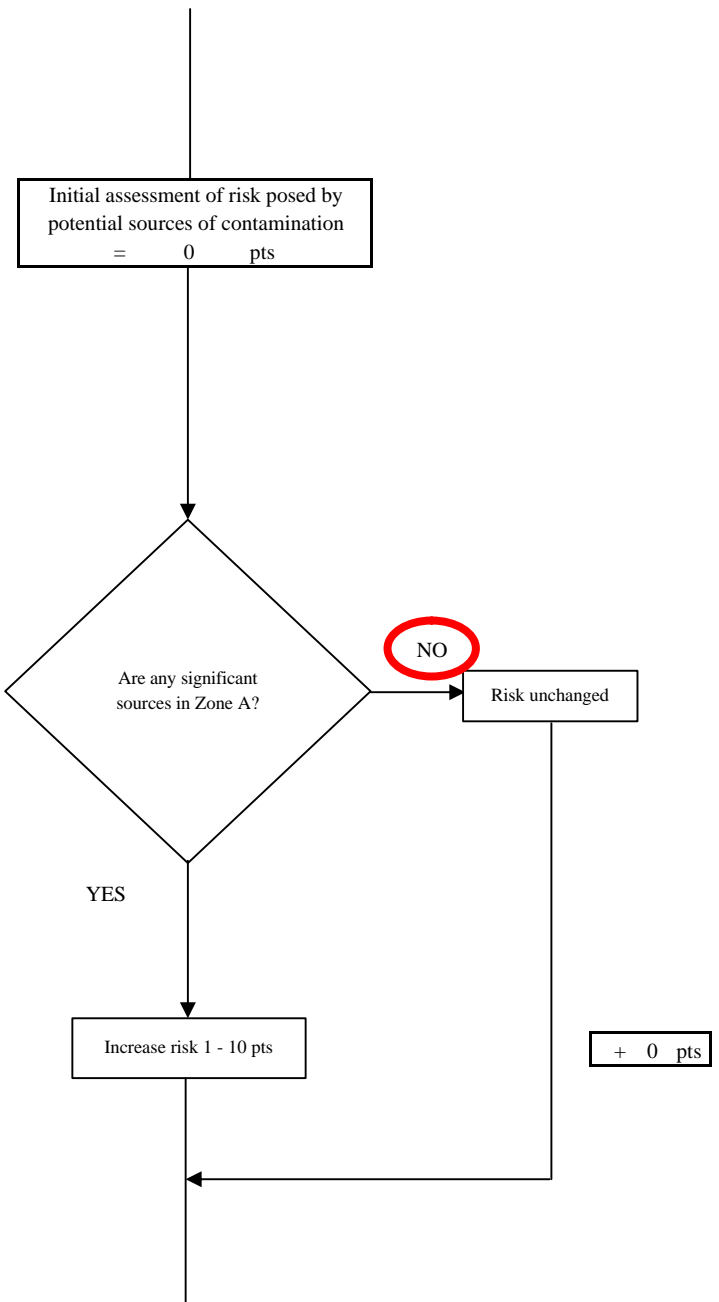 Initial assessment of risk posed by
potential sources of contamination
= 0 pts
NO
Are any significant
sources in Zone A?
Risk unchanged
YES
Increase risk 1 - 10 pts
+ 0 pts